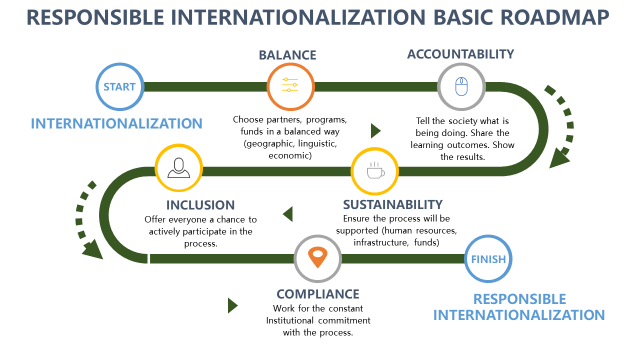 RESPONSIBLE INTERNATIONALIZATION BASIC ROADMAP
START
INTERNATIONALIZATION
BALANCE
Choose partners, programs,
funds in a balanced way
(geographic, linguistic,
economic)
ACCOUNTABILITY
Tell the society what is
being doing. Share the
learning outcomes. Show
the results.
SUSTAINABILITY
Ensure the process will be
supported (human resources,
infrastructure, funds)
INCLUSION
Offer everyone a chance to
actively participate in the
process.
COMPLIANCE
Work for the constant
Institutional commitment
with the process.
FINISH
RESPONSIBLE
INTERNATIONALIZATION